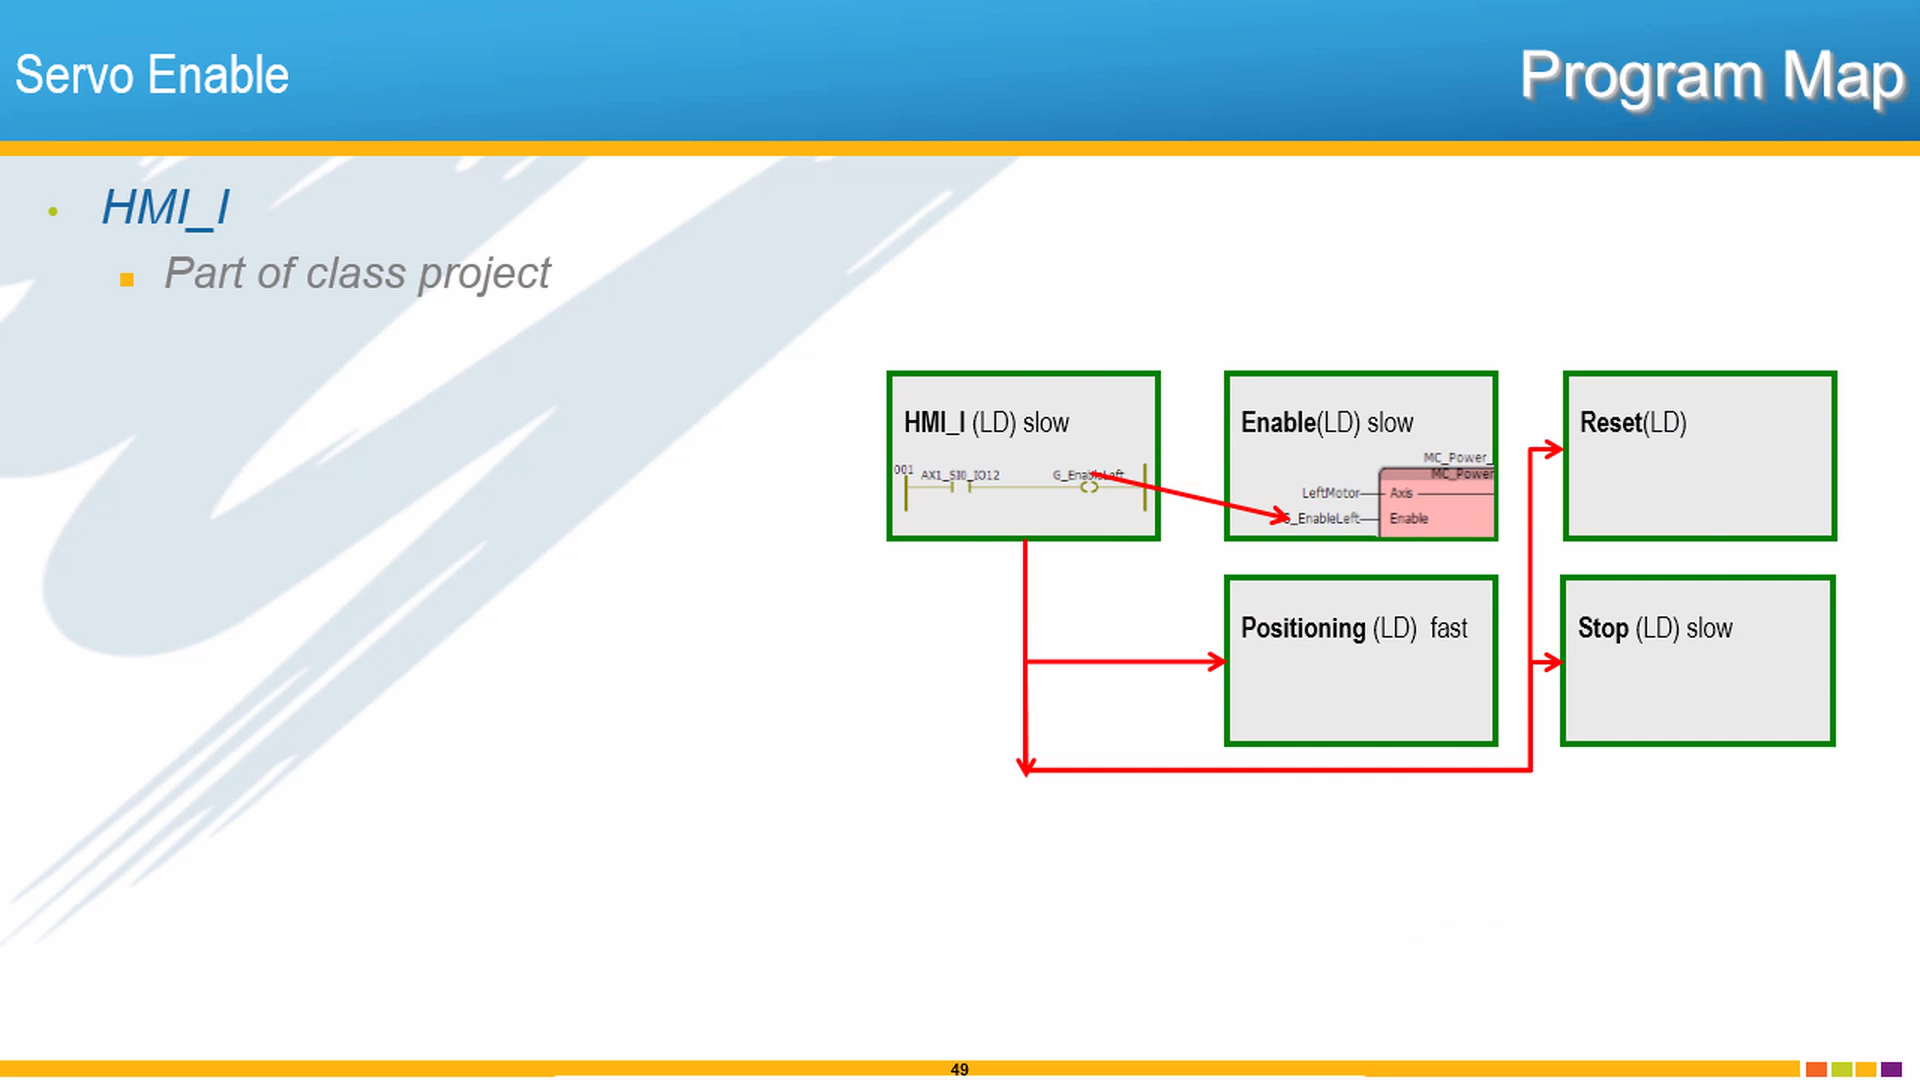 Servo Enable
Program Map
HMI_I
Part of class project
HMI_I (LD) slow
001
AX1_SI0_IO12
G_EnableLeft
Enable(LD) slow
MC_Power_
MC_Power
LeftMotor
Axis
_EnableLeft
Enable
Reset(LD)
Positioning (LD) fast
Stop (LD) slow
49